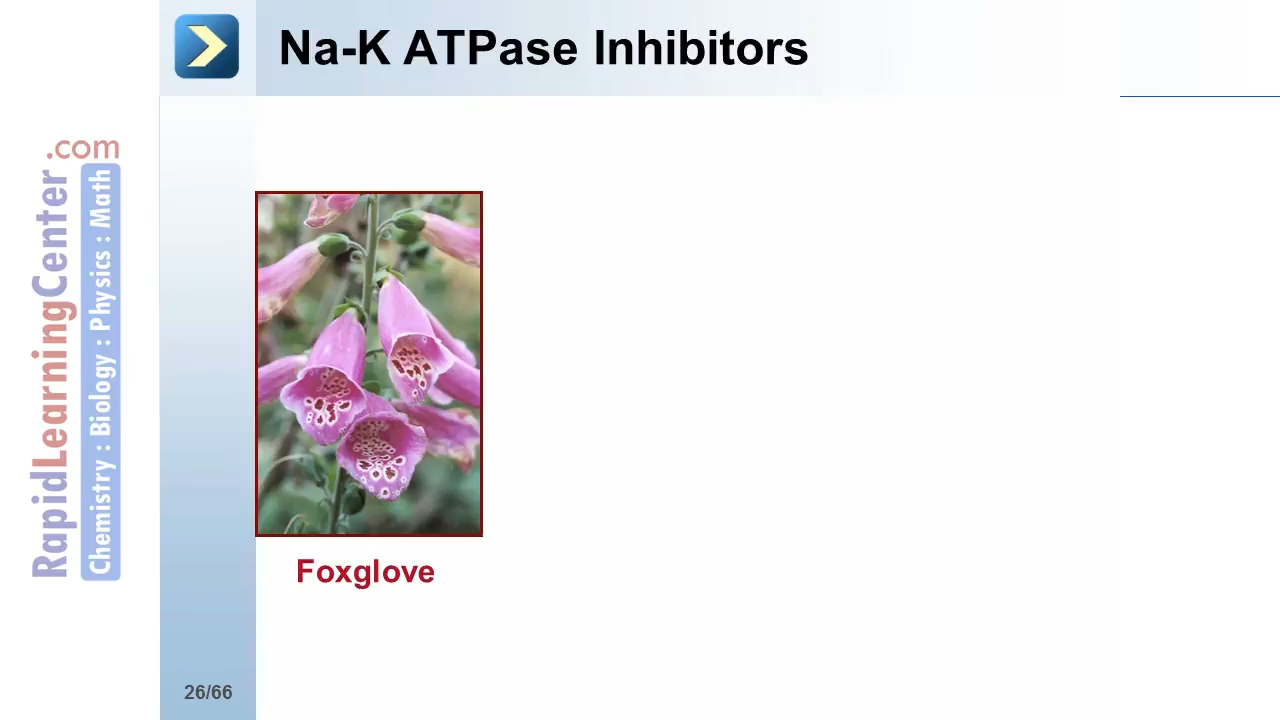 Na-K ATPase Inhibitors
RapidLearningCenter.com
Chemistry : Biology : Physics : Math
Foxglove
26/66